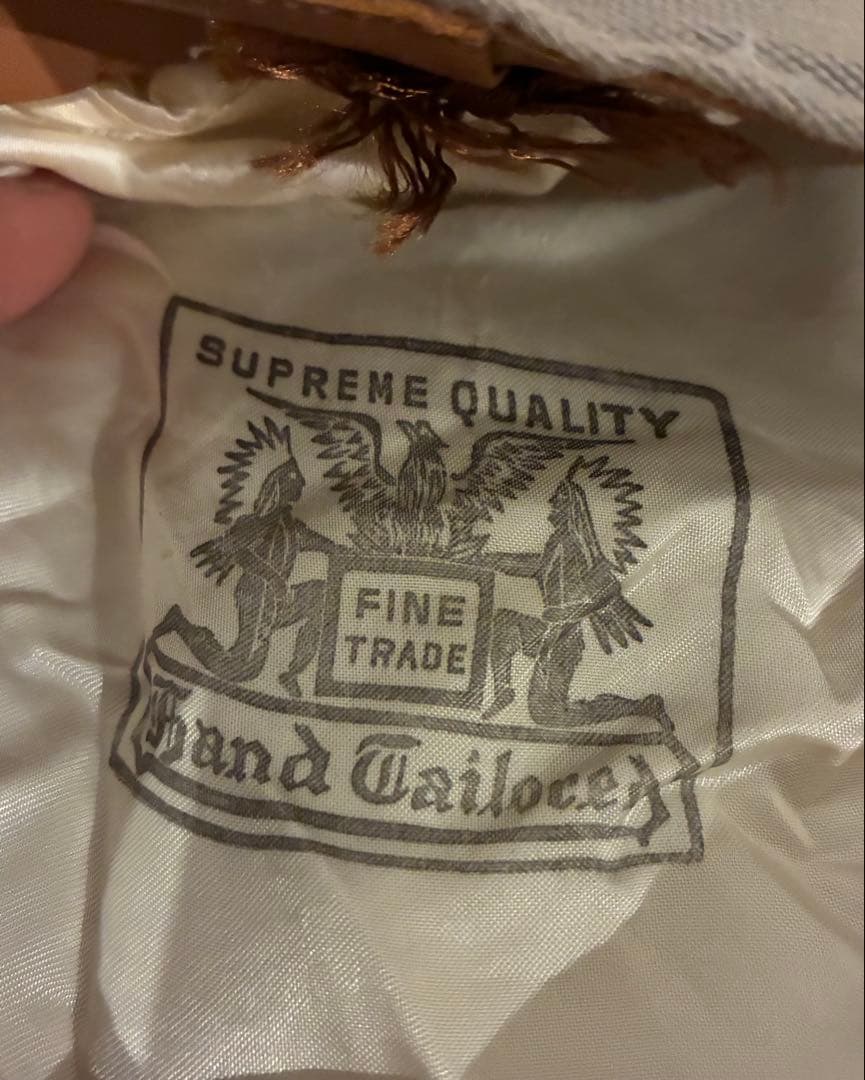 SUPREME QUALITY
FINE
TRADE
Hand Tailored